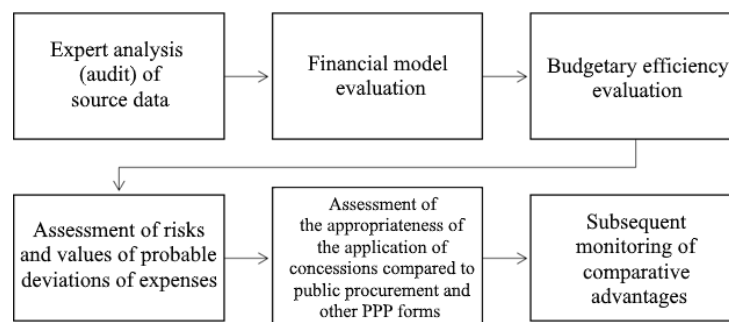 Expert analysis
(audit) of
source data
Financial model
evaluation
Budgetary efficiency
evaluation
Assessment of risks
and values of probable
deviations of expenses
Assessment of
the appropriateness of
the application of
concessions compared to
public procurement and
other PPP forms
Subsequent
monitoring of
comparative
advantages